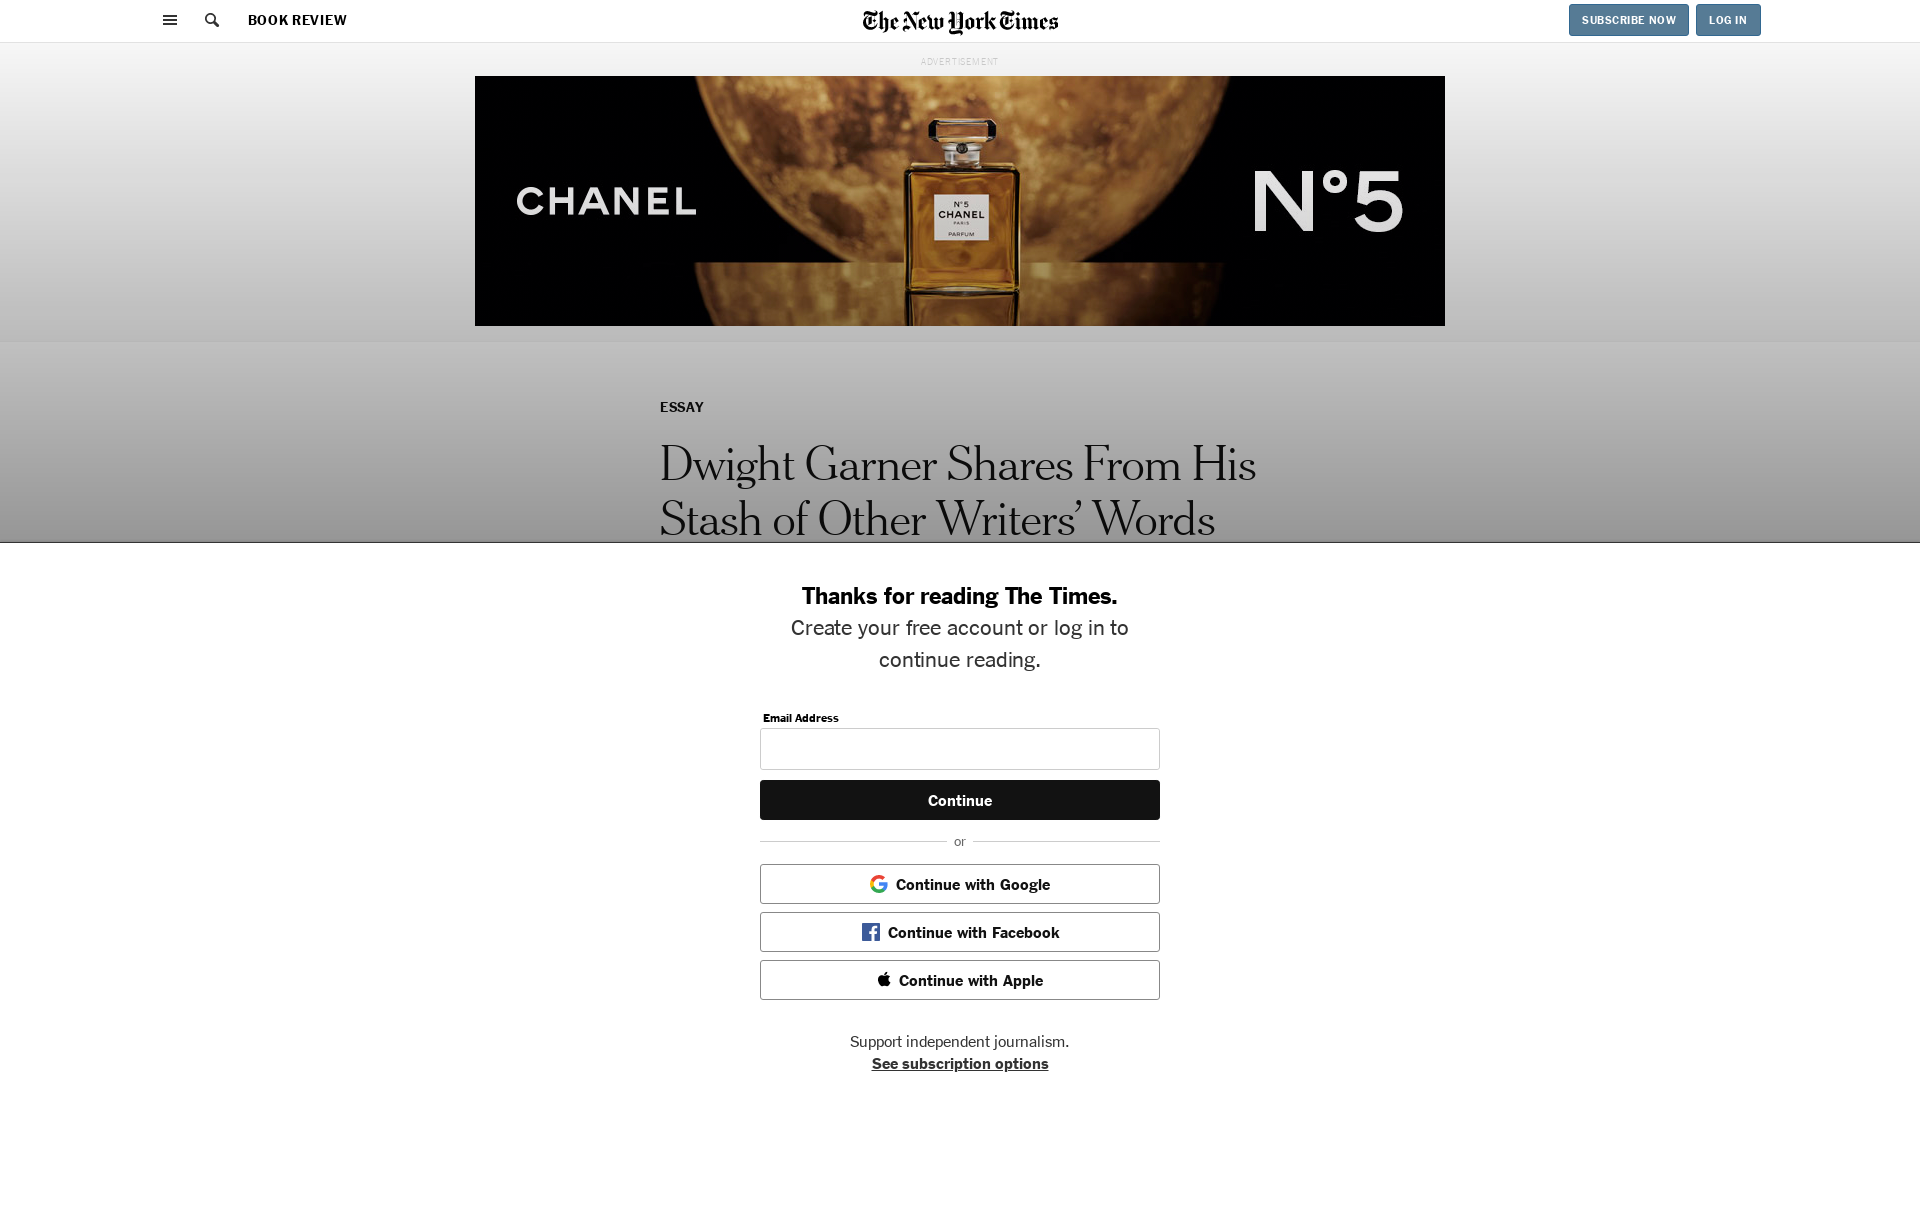 BOOK REVIEW
The New York Times
SUBSCRIBE NOW
LOG IN
ADVERTISEMENT
CHANEL
N°5
CHANEL
PARIS
PARFUM
N°5
ESSAY
Dwight Garner Shares From His
Stash of Other Writers’ Words
Thanks for reading The Times.
Create your free account or log in to
continue reading.
Email Address
Continue
or
Continue with Google
Continue with Facebook
Continue with Apple
Support independent journalism.
See subscription options